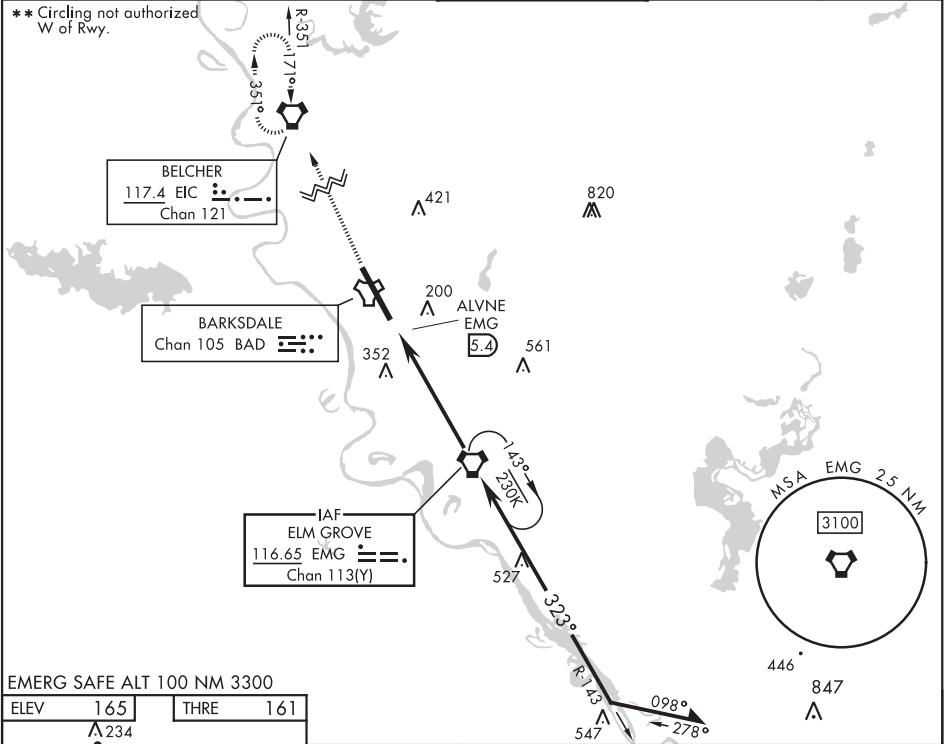 ** Circling not authorized
W of Rwy.
R-351
171°
351°
BELCHER
117.4 EIC
Chan 121
421
820
BARKSDALE
Chan 105 BAD
200
ALVNE
EMG
5.4
352
561
143°
230K
IAF
ELM GROVE
116.65 EMG
Chan 113(Y)
MSA EMG 25 NM
3100
527
323°
R-143
098°
278°
547
446
847
EMERG SAFE ALT 100 NM 3300
ELEV 165
THRE 161
234